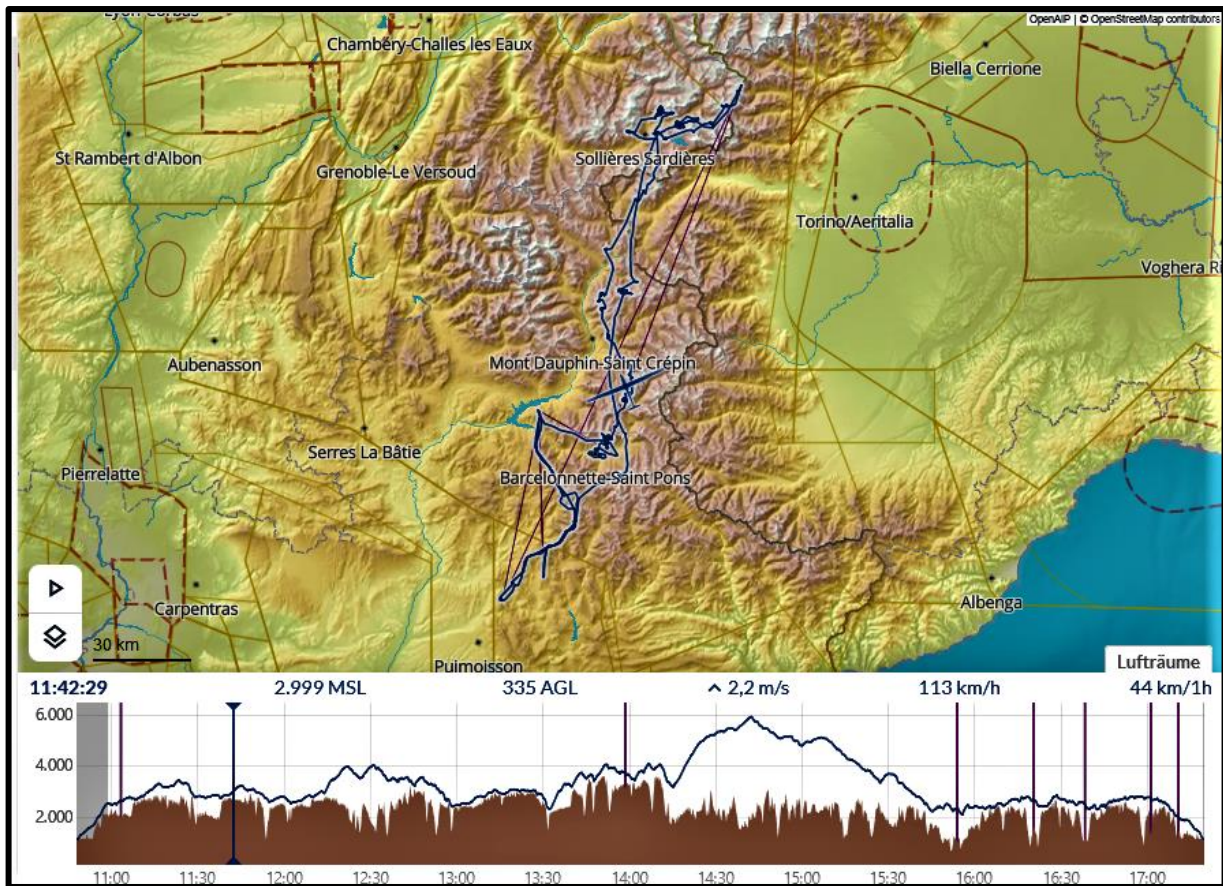 Lyon-Corbas
OpenAIP | © OpenStreetMap contributors
Chambéry-Challes les Eaux
Biella Cerrione
St Rambert d'Albon
Sollières Sardières
Grenoble-Le Versoud
Torino/Aeritalia
Voghera Ri
Aubenasson
Mont Dauphin-Saint Crépin
Serres La Bâtie
Pierrelatte
Barcelonnette-Saint Pons
Carpentras
Albenga
30 km
Puimoisson
Lufträume
11:42:29 2.999 MSL 335 AGL 2,2 m/s 113 km/h 44 km/1h
6.000
4.000
2.000
11:00 11:30 12:00 12:30 13:00 13:30 14:00 14:30 15:00 15:30 16:00 16:30 17:00